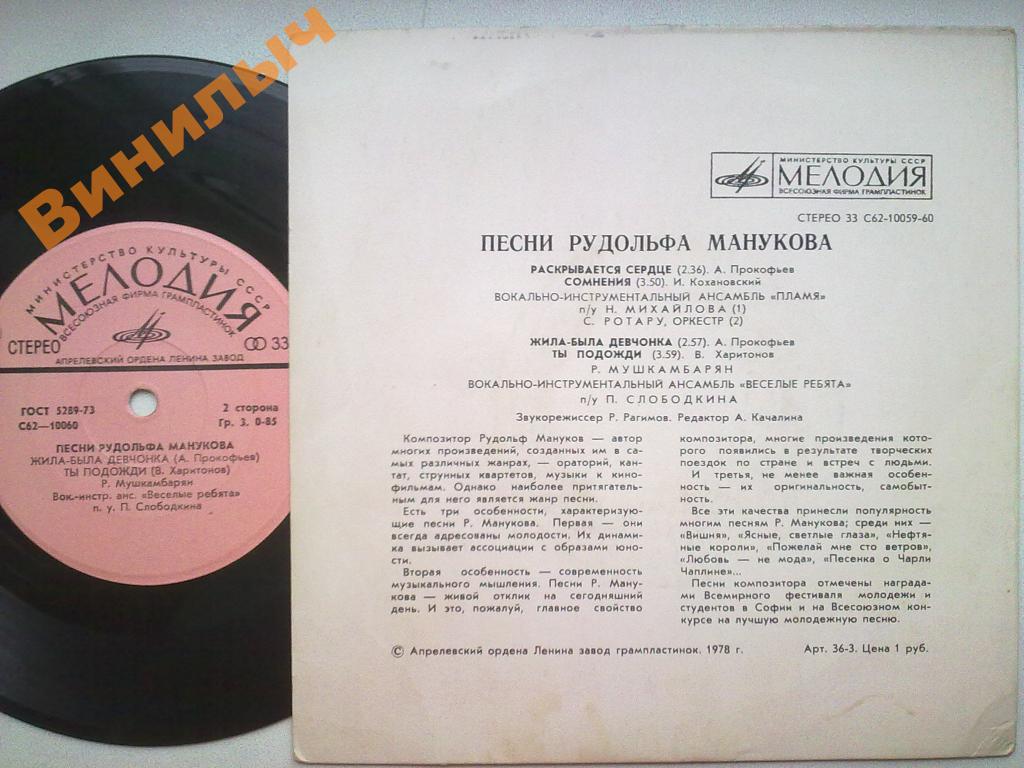 Винилыч
МИНИСТЕРСТВО КУЛЬТУРЫ СССР
МЕЛОДИЯ
ВСЕСОЮЗНАЯ ФИРМА ГРАМПЛАСТИНОК
СТЕРЕО
33
АПРЕЛЕВСКИЙ ОРДЕНА ЛЕНИНА ЗАВОД
ГОСТ 5289-73
С62—10060
2 сторона
Гр. 3. 0-85
ПЕСНИ РУДОЛЬФА МАНУКОВА
ЖИЛА-БЫЛА ДЕВЧОНКА (А. Прокофьев)
ТЫ ПОДОЖДИ (В. Харитонов)
Р. Мушкамбарян
Вок.-инстр. анс. «Веселые ребята»
п. у. П. Слободкина
МИНИСТЕРСТВО КУЛЬТУРЫ СССР
МЕЛОДИЯ
ВСЕСОЮЗНАЯ ФИРМА ГРАМПЛАСТИНОК
СТЕРЕО 33 С62-10059-60
ПЕСНИ РУДОЛЬФА МАНУКОВА
РАСКРЫВАЕТСЯ СЕРДЦЕ (2.36). А. Прокофьев
СОМНЕНИЯ (3.50). И. Кохановский
ВОКАЛЬНО-ИНСТРУМЕНТАЛЬНЫЙ АНСАМБЛЬ «ПЛАМЯ»
п/у Н. МИХАЙЛОВА (1)
С. РОТАРУ, ОРКЕСТР (2)
ЖИЛА-БЫЛА ДЕВЧОНКА (2.57). А. Прокофьев
ТЫ ПОДОЖДИ (3.59). В. Харитонов
Р. МУШКАМБАРЯН
ВОКАЛЬНО-ИНСТРУМЕНТАЛЬНЫЙ АНСАМБЛЬ «ВЕСЕЛЫЕ РЕБЯТА»
п/у П. СЛОБОДКИНА
Звукорежиссер Р. Рагимов. Редактор А. Качалина
Композитор Рудольф Мануков — автор
многих произведений, созданных им в са-
мых различных жанрах, — ораторий, кан-
тат, струнных квартетов, музыки к кино-
фильмам. Однако наиболее притягатель-
ным для него является жанр песни.
Есть три особенности, характеризую-
щие песни Р. Манукова. Первая — они
всегда адресованы молодости. Их динами-
ка вызывает ассоциации с образами юно-
сти.
Вторая особенность — современность
музыкального мышления. Песни Р. Ману-
кова — живой отклик на сегодняшний
день. И это, пожалуй, главное свойство
композитора, многие произведения кото-
рого появились в результате творческих
поездок по стране и встреч с людьми.
И третья, не менее важная особен-
ность — их оригинальность, самобыт-
ность.
Все эти качества принесли популярность
многим песням Р. Манукова; среди них —
«Вишня», «Ясные, светлые глаза», «Нефтя-
ные короли», «Пожелай мне сто ветров»,
«Любовь — не мода», «Песенка о Чарли
Чаплине»...
Песни композитора отмечены награда-
ми Всемирного фестиваля молодежи и
студентов в Софии и на Всесоюзном кон-
курсе на лучшую молодежную песню.
© Апрелевский ордена Ленина завод грампластинок. 1978 г.
Арт. 36-3. Цена 1 руб.